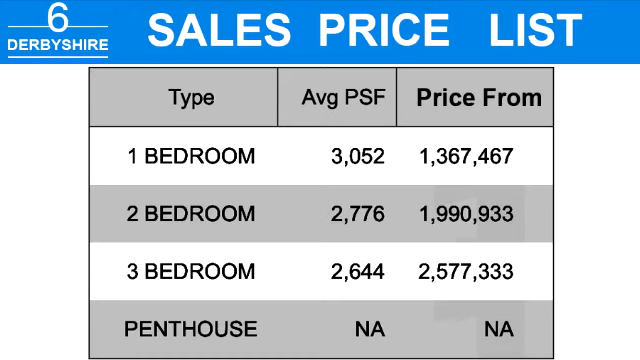 6
DERBYSHIRE
SALES PRICE LIST
Type Avg PSF Price From
1 BEDROOM 3,052 1,367,467
2 BEDROOM 2,776 1,990,933
3 BEDROOM 2,644 2,577,333
PENTHOUSE NA NA